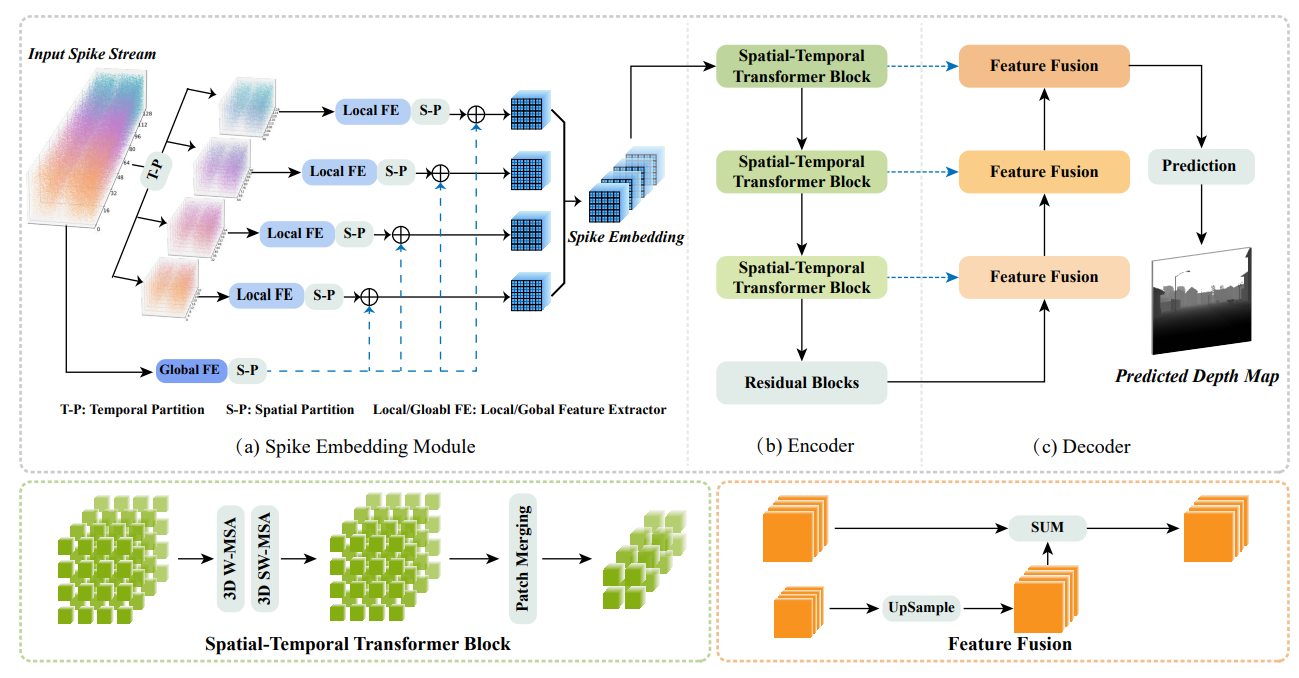 Input Spike Stream
128
112
96
80
64
48
32
16
0
T-P
Local FE
S-P
Local FE
S-P
Local FE
S-P
Local FE
S-P
Global FE
S-P
Spike Embedding
T-P: Temporal Partition
S-P: Spatial Partition
Local/Gloabl FE: Local/Gobal Feature Extractor
(a) Spike Embedding Module
Spatial-Temporal
Transformer Block
Spatial-Temporal
Transformer Block
Spatial-Temporal
Transformer Block
Residual Blocks
(b) Encoder
Feature Fusion
Feature Fusion
Feature Fusion
Prediction
Predicted Depth Map
(c) Decoder
3D W-MSA
3D SW-MSA
Patch Merging
Spatial-Temporal Transformer Block
SUM
UpSample
Feature Fusion